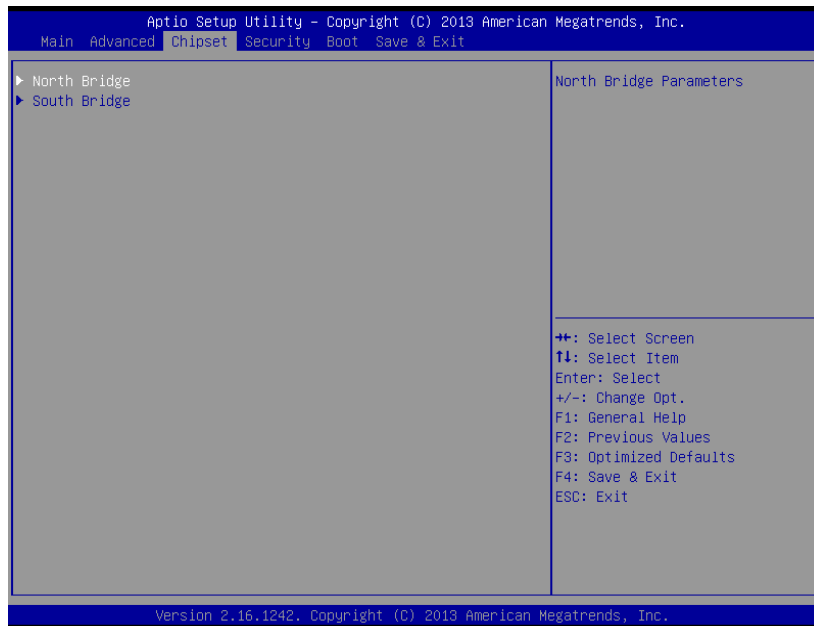 Aptio Setup Utility – Copyright (C) 2013 American Megatrends, Inc.
Main Advanced Chipset Security Boot Save & Exit
▶ North Bridge
▶ South Bridge
North Bridge Parameters
→←: Select Screen
↑↓: Select Item
Enter: Select
+/-: Change Opt.
F1: General Help
F2: Previous Values
F3: Optimized Defaults
F4: Save & Exit
ESC: Exit
Version 2.16.1242. Copyright (C) 2013 American Megatrends, Inc.